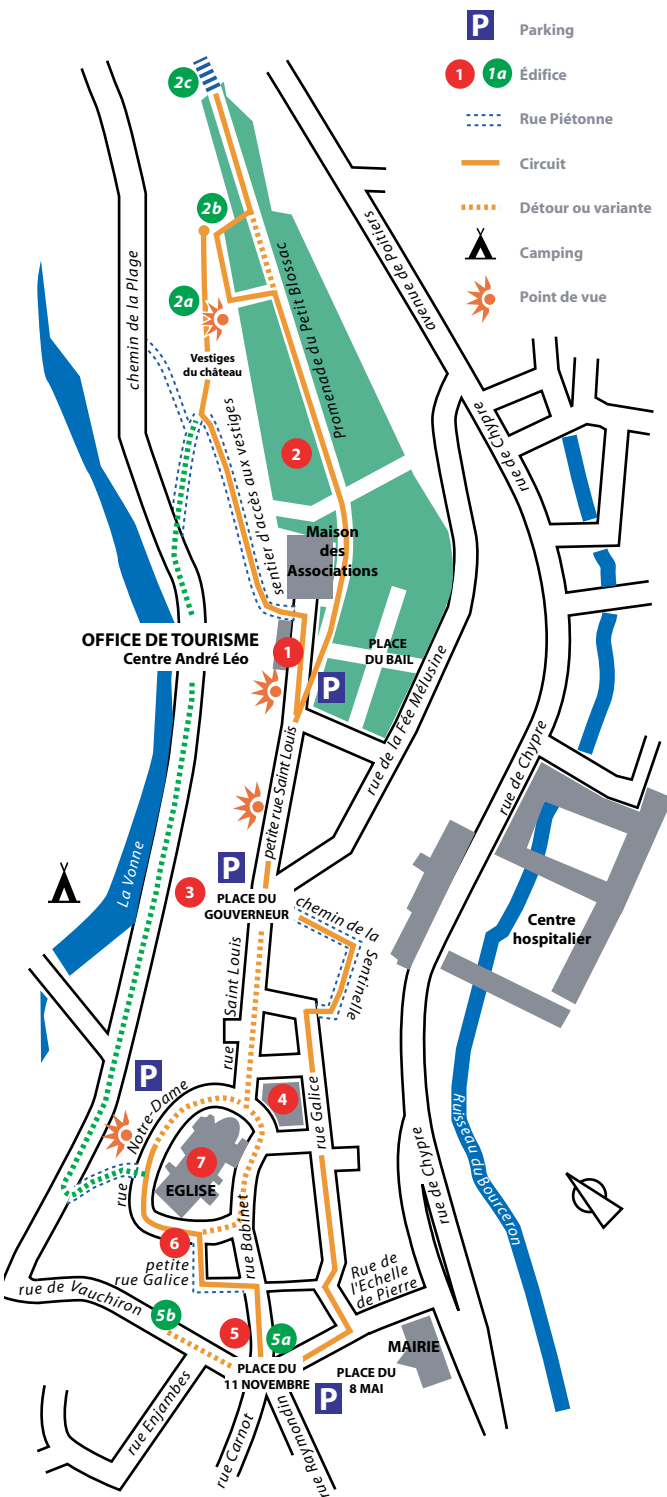 P Parking
1 1a Édifice
Rue Piétonne
Circuit
Détour ou variante
Camping
Point de vue
2c
2b
2a
Vestiges
du château
chemin de la Plage
avenue de Poitiers
Promenade du Petit Blossac
sentier d'accès aux vestiges
rue de Chypre
2
Maison
des
Associations
OFFICE DE TOURISME
Centre André Léo
1
PLACE
DU BAIL
P
rue de la Fée Mélusine
petite rue Saint Louis
rue de Chypre
La Vonne
P
3
PLACE DU
GOUVERNEUR
chemin de la
Sentinelle
Centre
hospitalier
rue Saint Louis
P
rue Notre-Dame
4
rue Galice
7
EGLISE
rue Babinet
rue de Chypre
Ruisseau du Bourceron
6
petite
rue Galice
Rue de
l'Echelle
de Pierre
rue de Vauchiron
5b
5
5a
MAIRIE
PLACE DU
11 NOVEMBRE
PLACE DU
8 MAI
P
rue Enjambes
rue Carnot
rue Raymondin